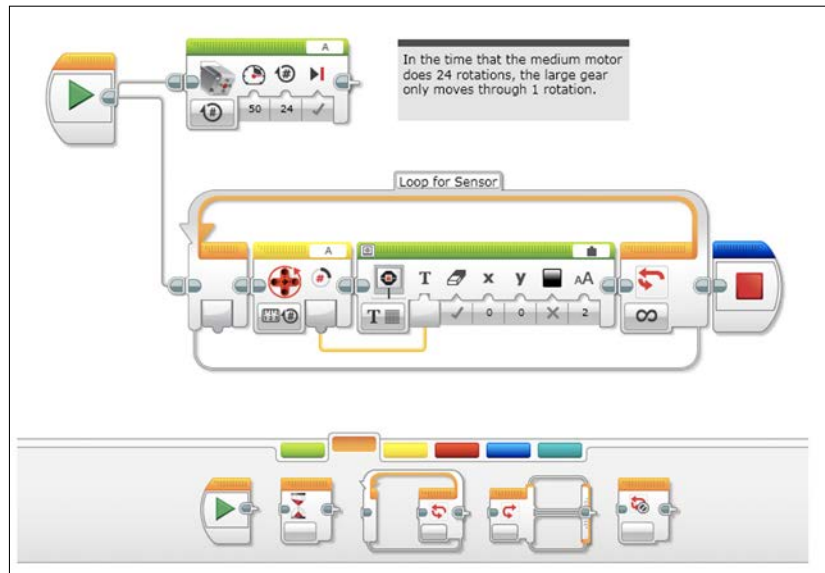 A
In the time that the medium motor
does 24 rotations, the large gear
only moves through 1 rotation.
# 
50 24
#
Loop for Sensor
A
# T x y AA
# T 0 0 2
∞